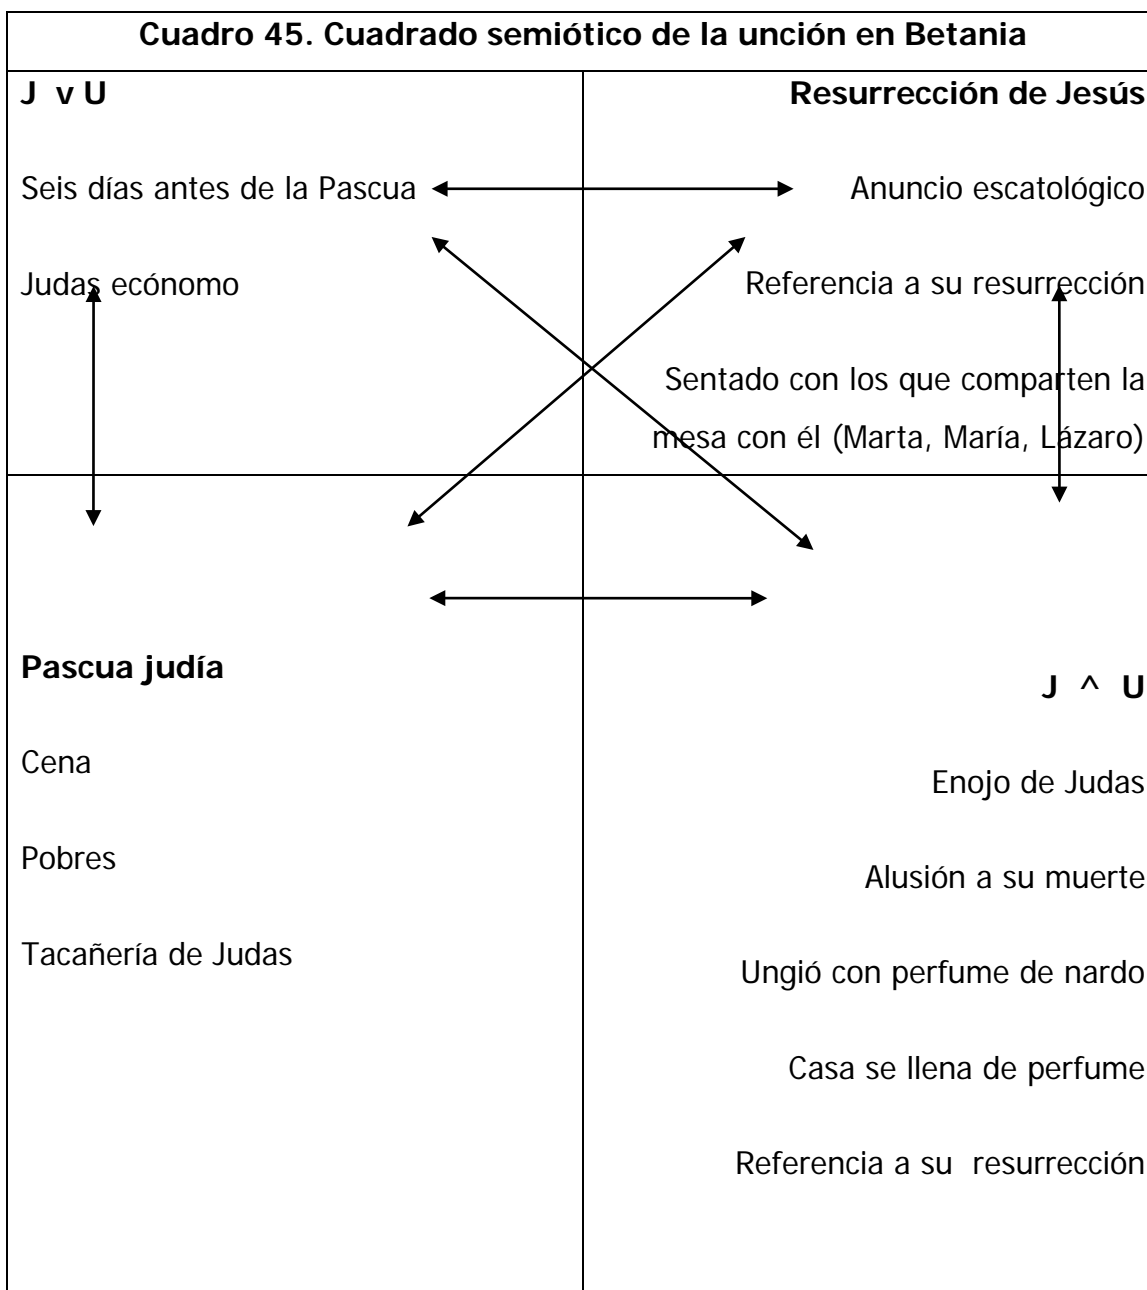 Cuadro 45. Cuadrado semiótico de la unción en Betania
J v U
Seis días antes de la Pascua
Judas ecónomo
Resurrección de Jesús
Anuncio escatológico
Referencia a su resurrección
Sentado con los que comparten la
mesa con él (Marta, María, Lázaro)
Pascua judía
Cena
Pobres
Tacañería de Judas
J ^ U
Enojo de Judas
Alusión a su muerte
Ungió con perfume de nardo
Casa se llena de perfume
Referencia a su resurrección